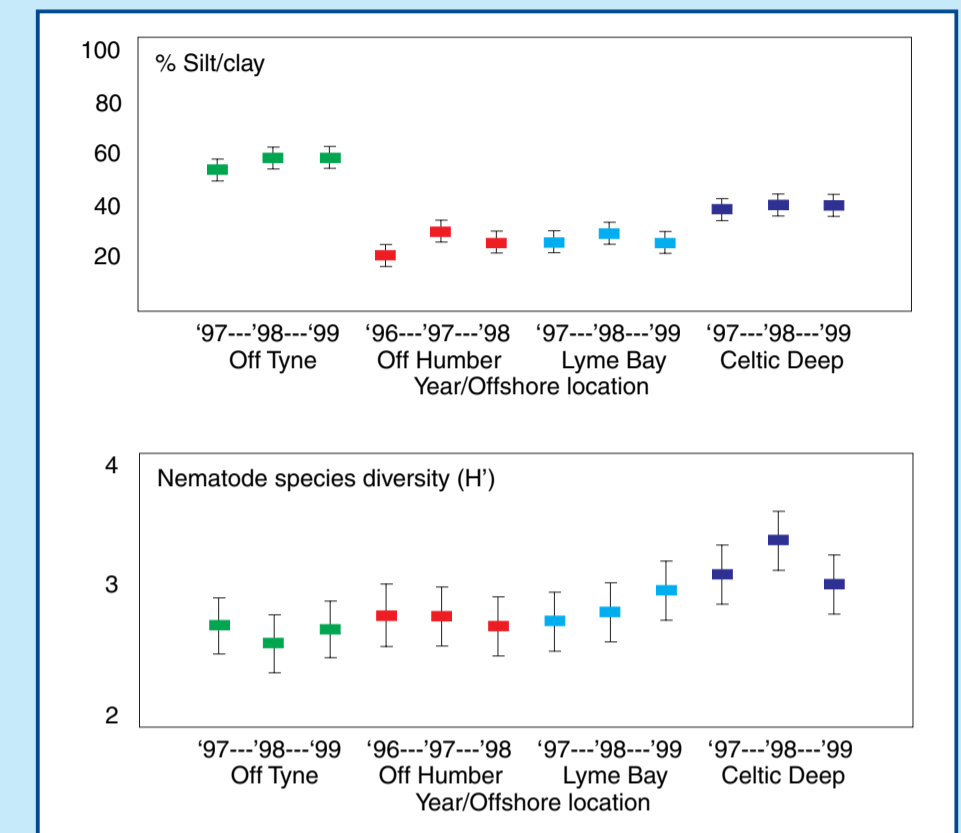 % Silt/clay
100
80
60
40
20
‘97---’98---‘99 ‘96---’97---’98 ‘97---’98---’99 ‘97---’98---’99
Off Tyne Off Humber Lyme Bay Celtic Deep
Year/Offshore location
Nematode species diversity (H’)
4
3
2
‘97---’98---‘99 ‘96---’97---’98 ‘97---’98---’99 ‘97---’98---’99
Off Tyne Off Humber Lyme Bay Celtic Deep
Year/Offshore location